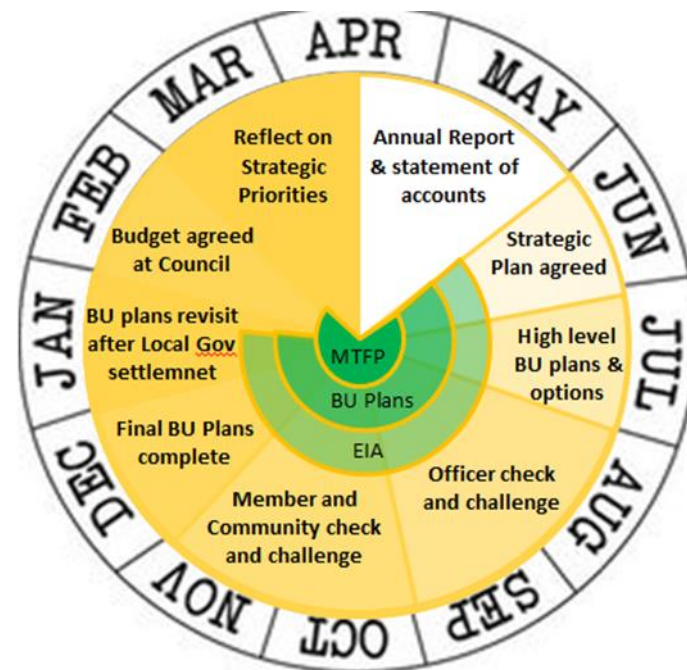 APR
MAY
JUN
JUL
AUG
SEP
OCT
NOV
DEC
JAN
FEB
MAR
Annual Report
& statement of
accounts
Strategic
Plan agreed
High level
BU plans &
options
Officer check
and challenge
Member and
Community check
and challenge
Final BU Plans
complete
BU plans revisit
after Local Gov
settlemnet
Budget agreed
at Council
Reflect on
Strategic
Priorities
MTFP
BU Plans
EIA